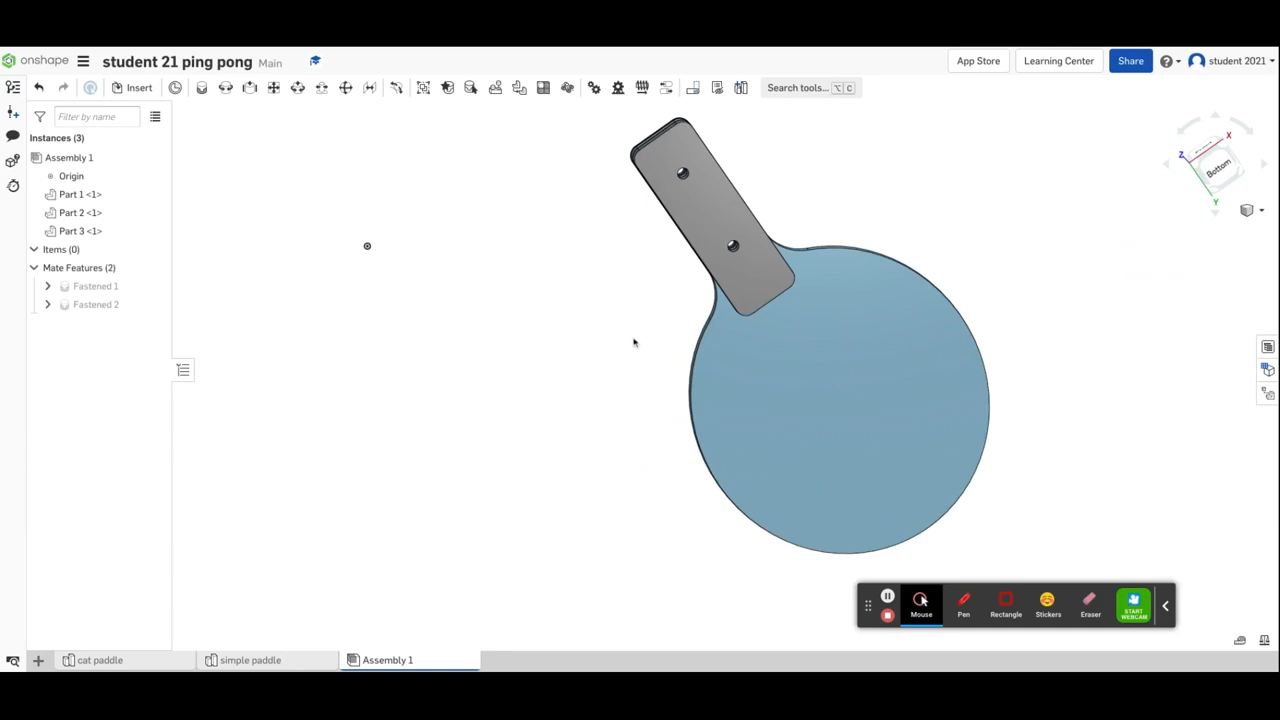 onshape student 21 ping pong Main App Store Learning Center Share student 2021
Insert Search tools... ⌥ C
Filter by name
Instances (3)
Assembly 1
Origin
Part 1 <1>
Part 2 <1>
Part 3 <1>
Items (0)
Mate Features (2)
Fastened 1
Fastened 2
X
Z
Bottom
Y
Mouse Pen Rectangle Stickers Eraser START WEBCAM
cat paddle simple paddle Assembly 1